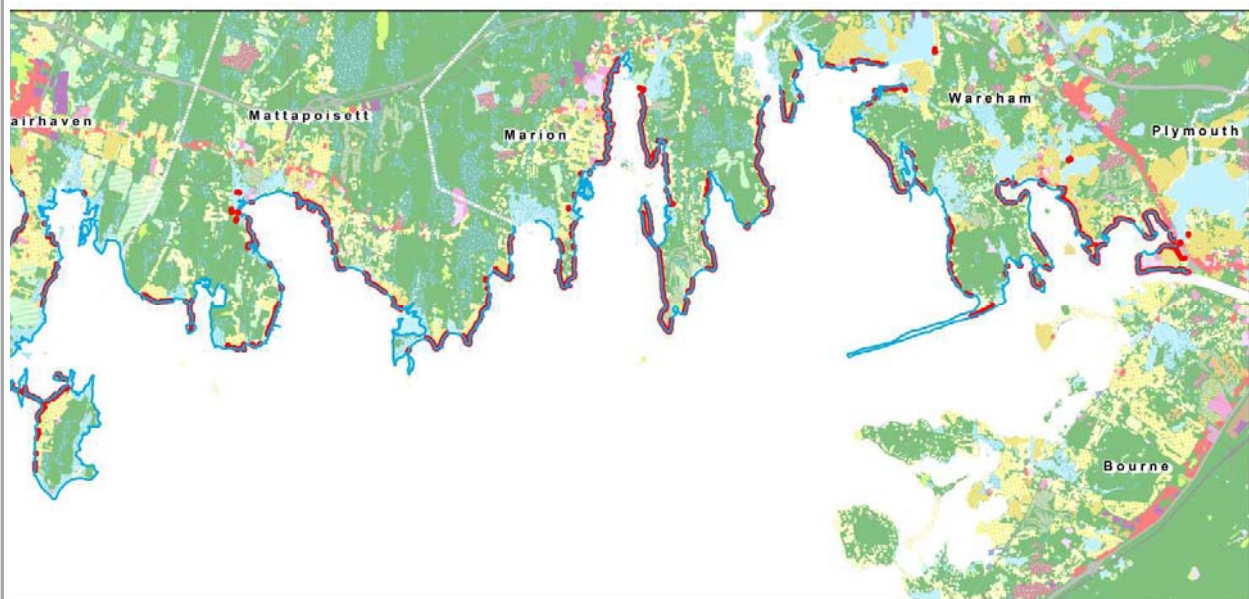 Wareham
Mattapoisett
airhaven
Plymouth
Marion
Bourne